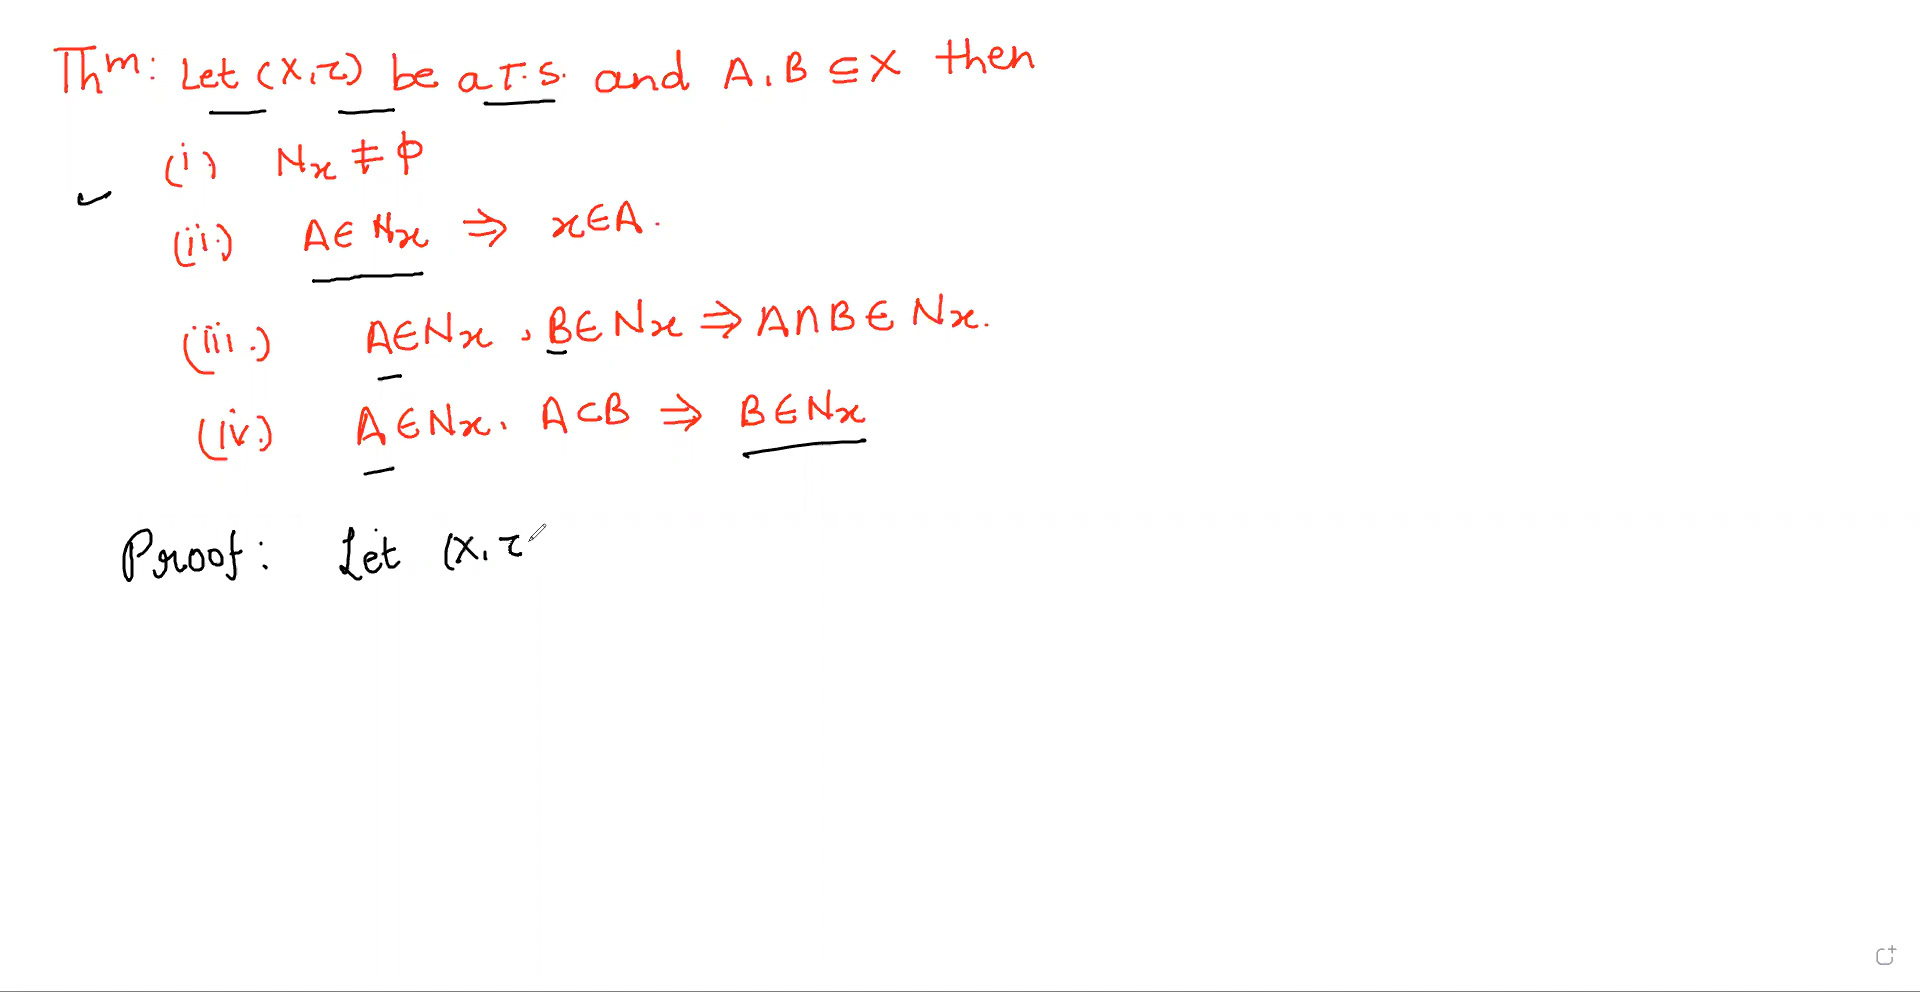 Thm: Let (X, τ) be a T.S. and A, B ⊆ X then
(i) Nx ≠ ϕ
(ii.) A ∈ Nx ⇒ x ∈ A.
(iii.) A ∈ Nx, B ∈ Nx ⇒ A ∩ B ∈ Nx.
(iv.) A ∈ Nx, A ⊂ B ⇒ B ∈ Nx
Proof: Let (X, τ